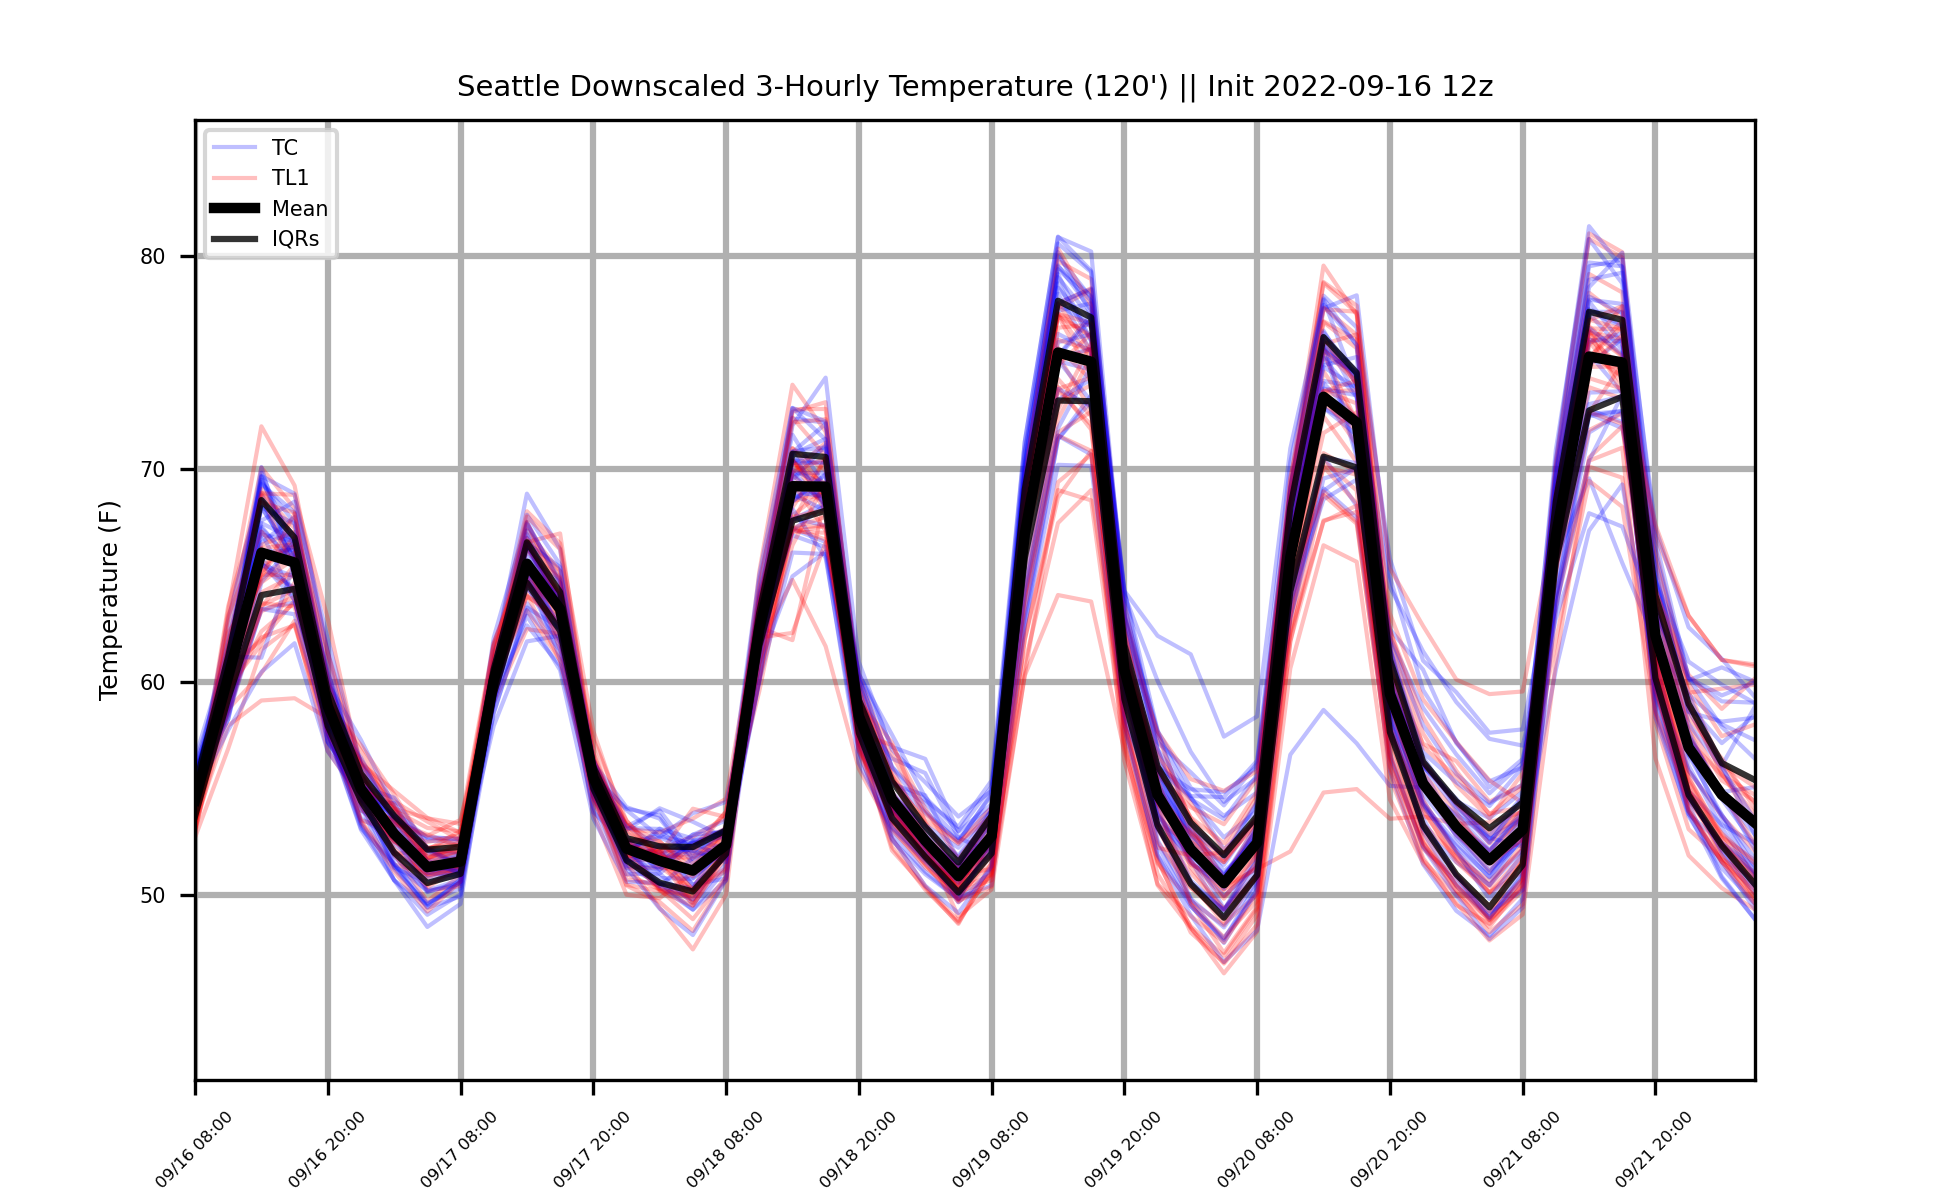 Seattle Downscaled 3-Hourly Temperature (120') || Init 2022-09-16 12z
TC
TL1
Mean
IQRs
Temperature (F)
80
70
60
50
09/16 08:00
09/16 20:00
09/17 08:00
09/17 20:00
09/18 08:00
09/18 20:00
09/19 08:00
09/19 20:00
09/20 08:00
09/20 20:00
09/21 08:00
09/21 20:00